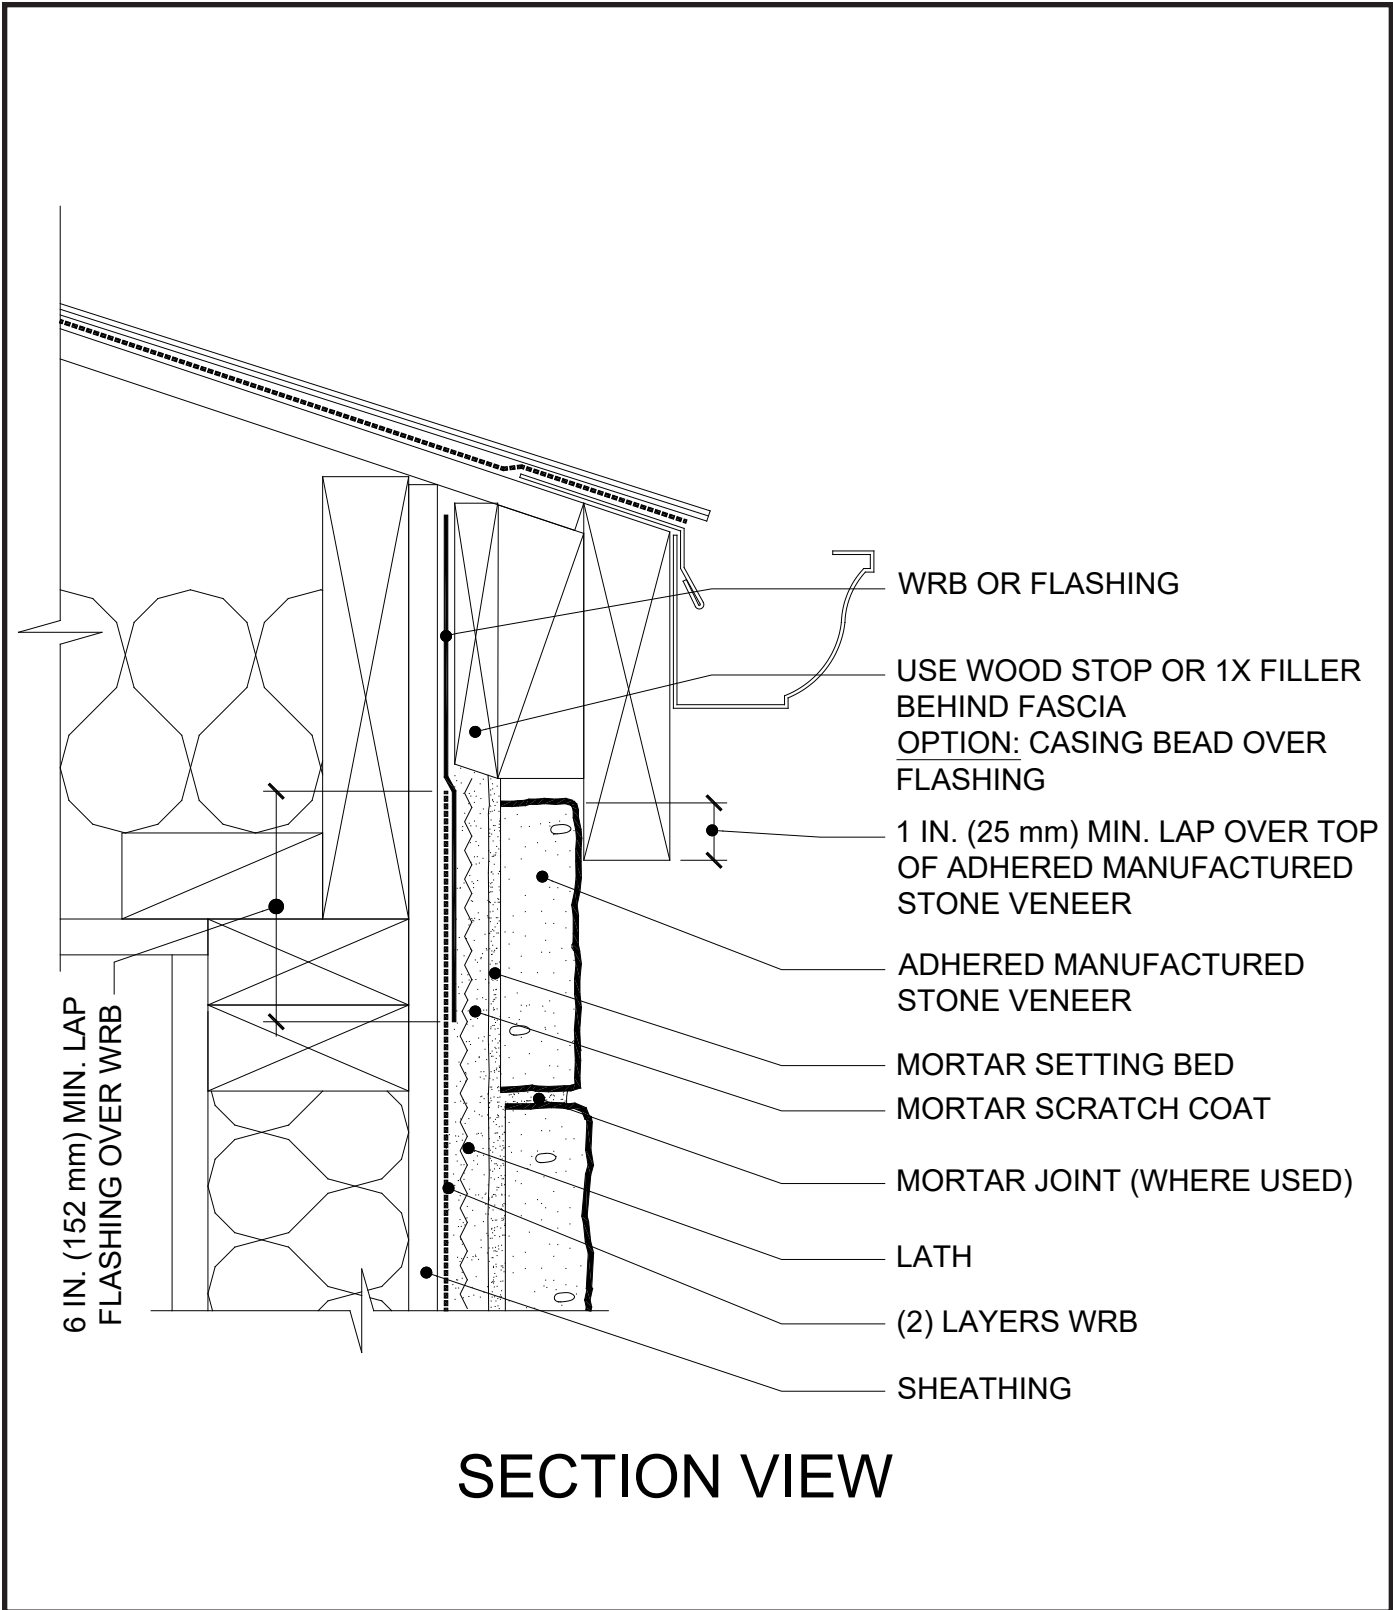 WRB OR FLASHING
USE WOOD STOP OR 1X FILLER
BEHIND FASCIA
OPTION: CASING BEAD OVER
FLASHING
1 IN. (25 mm) MIN. LAP OVER TOP
OF ADHERED MANUFACTURED
STONE VENEER
ADHERED MANUFACTURED
STONE VENEER
MORTAR SETTING BED
MORTAR SCRATCH COAT
MORTAR JOINT (WHERE USED)
LATH
(2) LAYERS WRB
SHEATHING
6 IN. (152 mm) MIN. LAP
FLASHING OVER WRB
SECTION VIEW